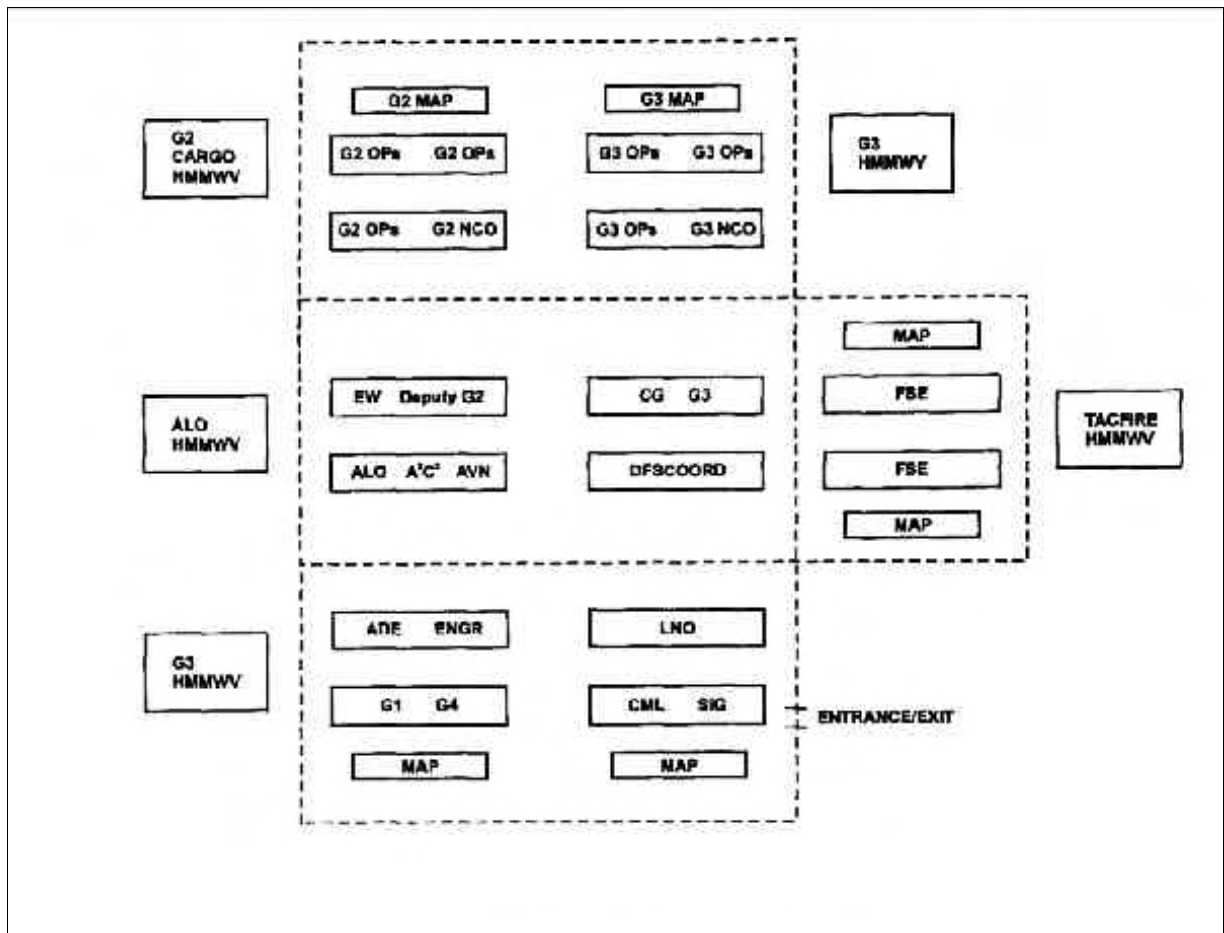 G2 MAP G3 MAP
G2
CARGO
HMMWV
G2 OPs G2 OPs G3 OPs G3 OPs
G3
HMMWY
G2 OPs G2 NCO G3 OPs G3 NCO
MAP
EW Deputy G2 CG G3 FSE
ALO
HMMWV
TACFIRE
HMMWV
ALO A²C² AVN DFSCOORD FSE
MAP
ADE ENGR LNO
G3
HMMWV
G1 G4 CML SIG
ENTRANCE/EXIT
MAP MAP